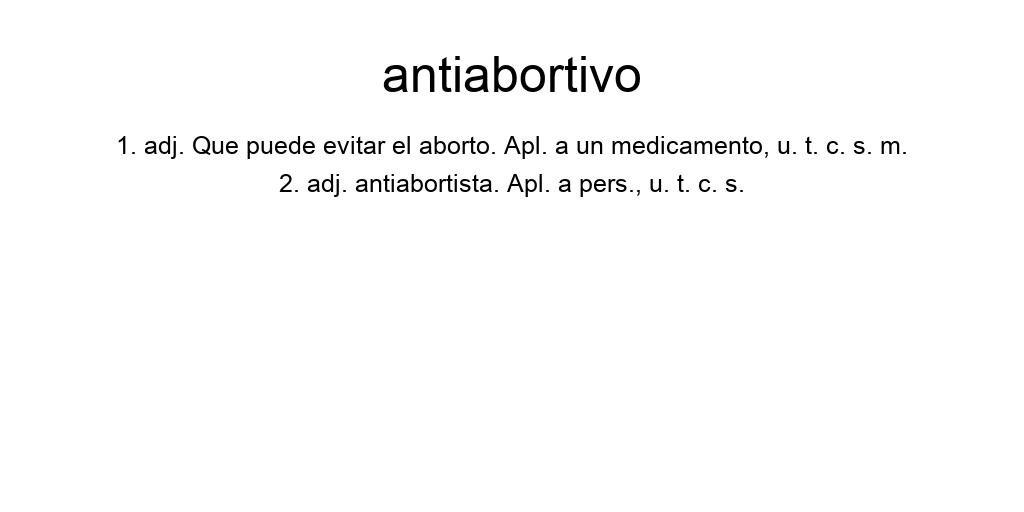 antiabortivo
1. adj. Que puede evitar el aborto. Apl. a un medicamento, u. t. c. s. m.
2. adj. antiabortista. Apl. a pers., u. t. c. s.